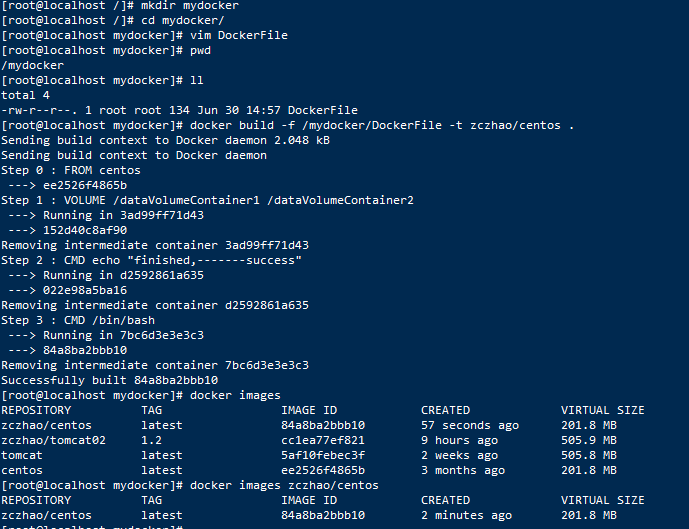 [root@localhost /]# mkdir mydocker
[root@localhost /]# cd mydocker/
[root@localhost mydocker]# vim DockerFile
[root@localhost mydocker]# pwd
/mydocker
[root@localhost mydocker]# ll
total 4
-rw-r--r--. 1 root root 134 Jun 30 14:57 DockerFile
[root@localhost mydocker]# docker build -f /mydocker/DockerFile -t zczhao/centos .
Sending build context to Docker daemon 2.048 kB
Sending build context to Docker daemon
Step 0 : FROM centos
 ---> ee2526f4865b
Step 1 : VOLUME /dataVolumeContainer1 /dataVolumeContainer2
 ---> Running in 3ad99ff71d43
 ---> 152d40c8af90
Removing intermediate container 3ad99ff71d43
Step 2 : CMD echo "finished,-------success"
 ---> Running in d2592861a635
 ---> 022e98a5ba16
Removing intermediate container d2592861a635
Step 3 : CMD /bin/bash
 ---> Running in 7bc6d3e3e3c3
 ---> 84a8ba2bbb10
Removing intermediate container 7bc6d3e3e3c3
Successfully built 84a8ba2bbb10
[root@localhost mydocker]# docker images
REPOSITORY TAG IMAGE ID CREATED VIRTUAL SIZE
zczhao/centos latest 84a8ba2bbb10 57 seconds ago 201.8 MB
zczhao/tomcat02 1.2 cc1ea77ef821 9 hours ago 505.9 MB
tomcat latest 5af10febec3f 2 weeks ago 505.8 MB
centos latest ee2526f4865b 3 months ago 201.8 MB
[root@localhost mydocker]# docker images zczhao/centos
REPOSITORY TAG IMAGE ID CREATED VIRTUAL SIZE
zczhao/centos latest 84a8ba2bbb10 2 minutes ago 201.8 MB
[root@localhost mydocker]#